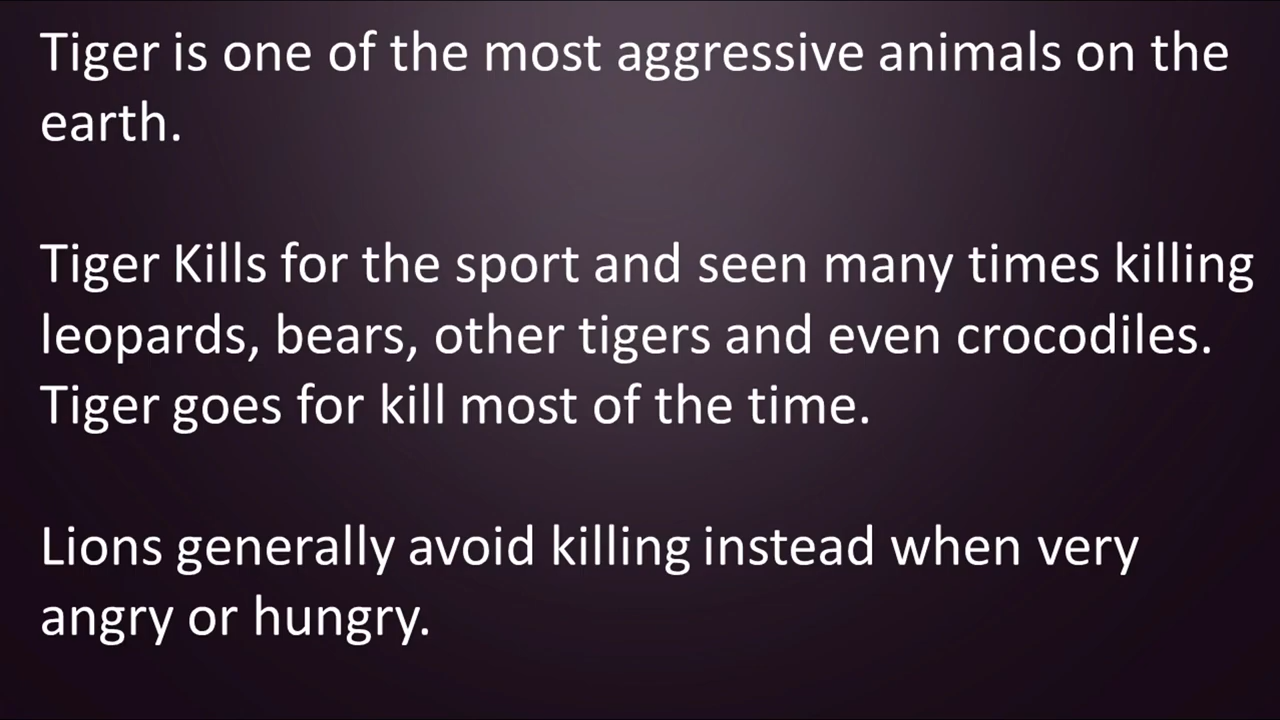 Tiger is one of the most aggressive animals on the
earth.
Tiger Kills for the sport and seen many times killing
leopards, bears, other tigers and even crocodiles.
Tiger goes for kill most of the time.
Lions generally avoid killing instead when very
angry or hungry.